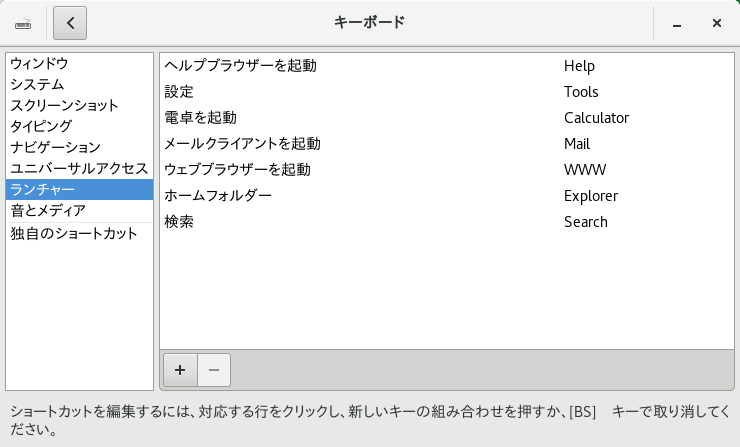 キーボード
ウィンドウ
システム
スクリーンショット
タイピング
ナビゲーション
ユニバーサルアクセス
ランチャー
音とメディア
独自のショートカット
ヘルプブラウザーを起動 Help
設定 Tools
電卓を起動 Calculator
メールクライアントを起動 Mail
ウェブブラウザーを起動 WWW
ホームフォルダー Explorer
検索 Search
ショートカットを編集するには、対応する行をクリックし、新しいキーの組み合わせを押すか、[BS] キーで取り消してく
ださい。